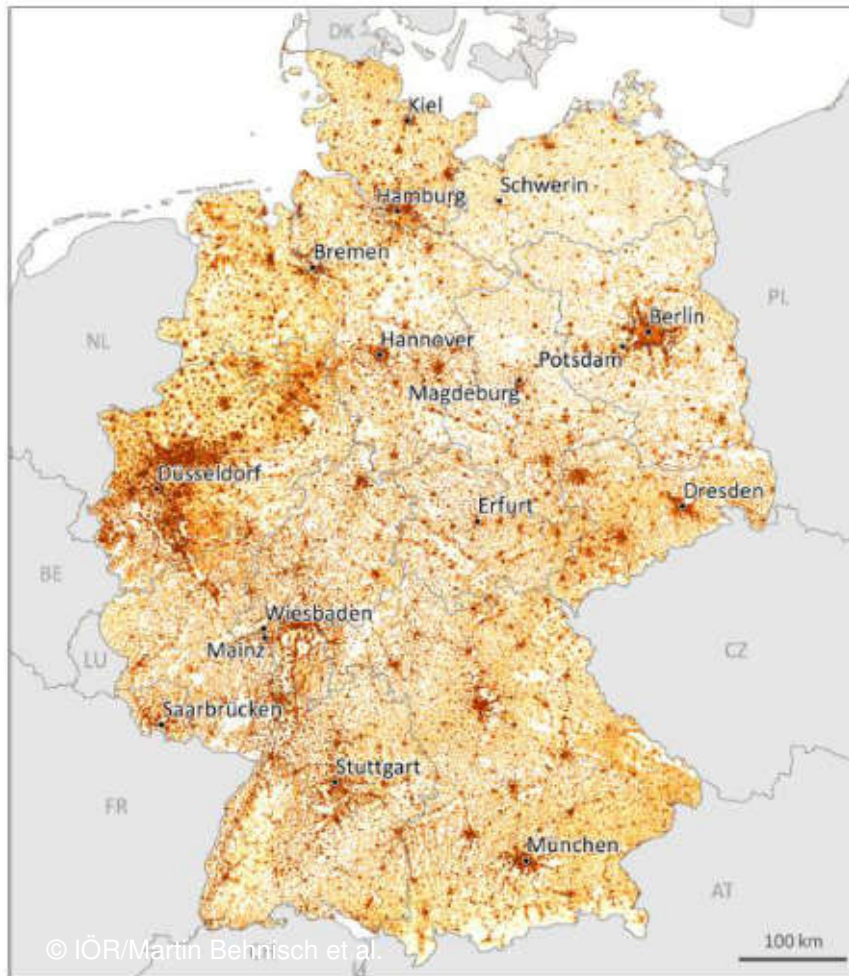 DK
Kiel
Schwerin
Hamburg
Bremen
PL
Berlin
NL
Hannover
Potsdam
Magdeburg
Düsseldorf
Dresden
Erfurt
BE
Wiesbaden
CZ
Mainz
LU
Saarbrücken
Stuttgart
FR
München
AT
100 km
© IÖR/Martin Behnisch et al.